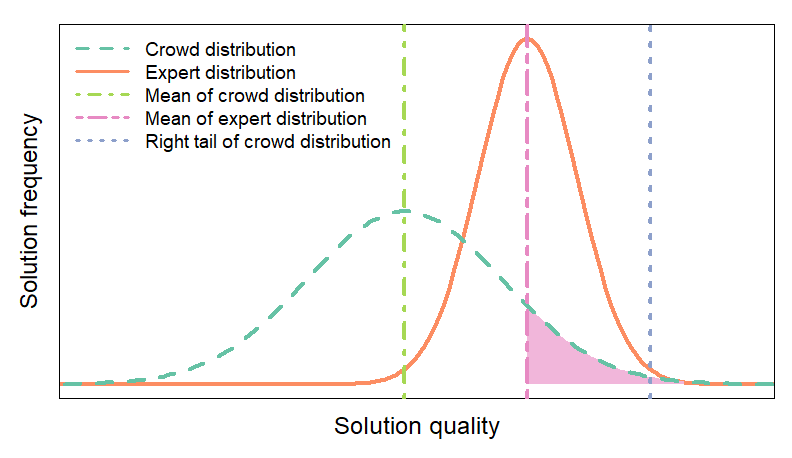 Crowd distribution
Expert distribution
Mean of crowd distribution
Mean of expert distribution
Right tail of crowd distribution
Solution frequency
Solution quality